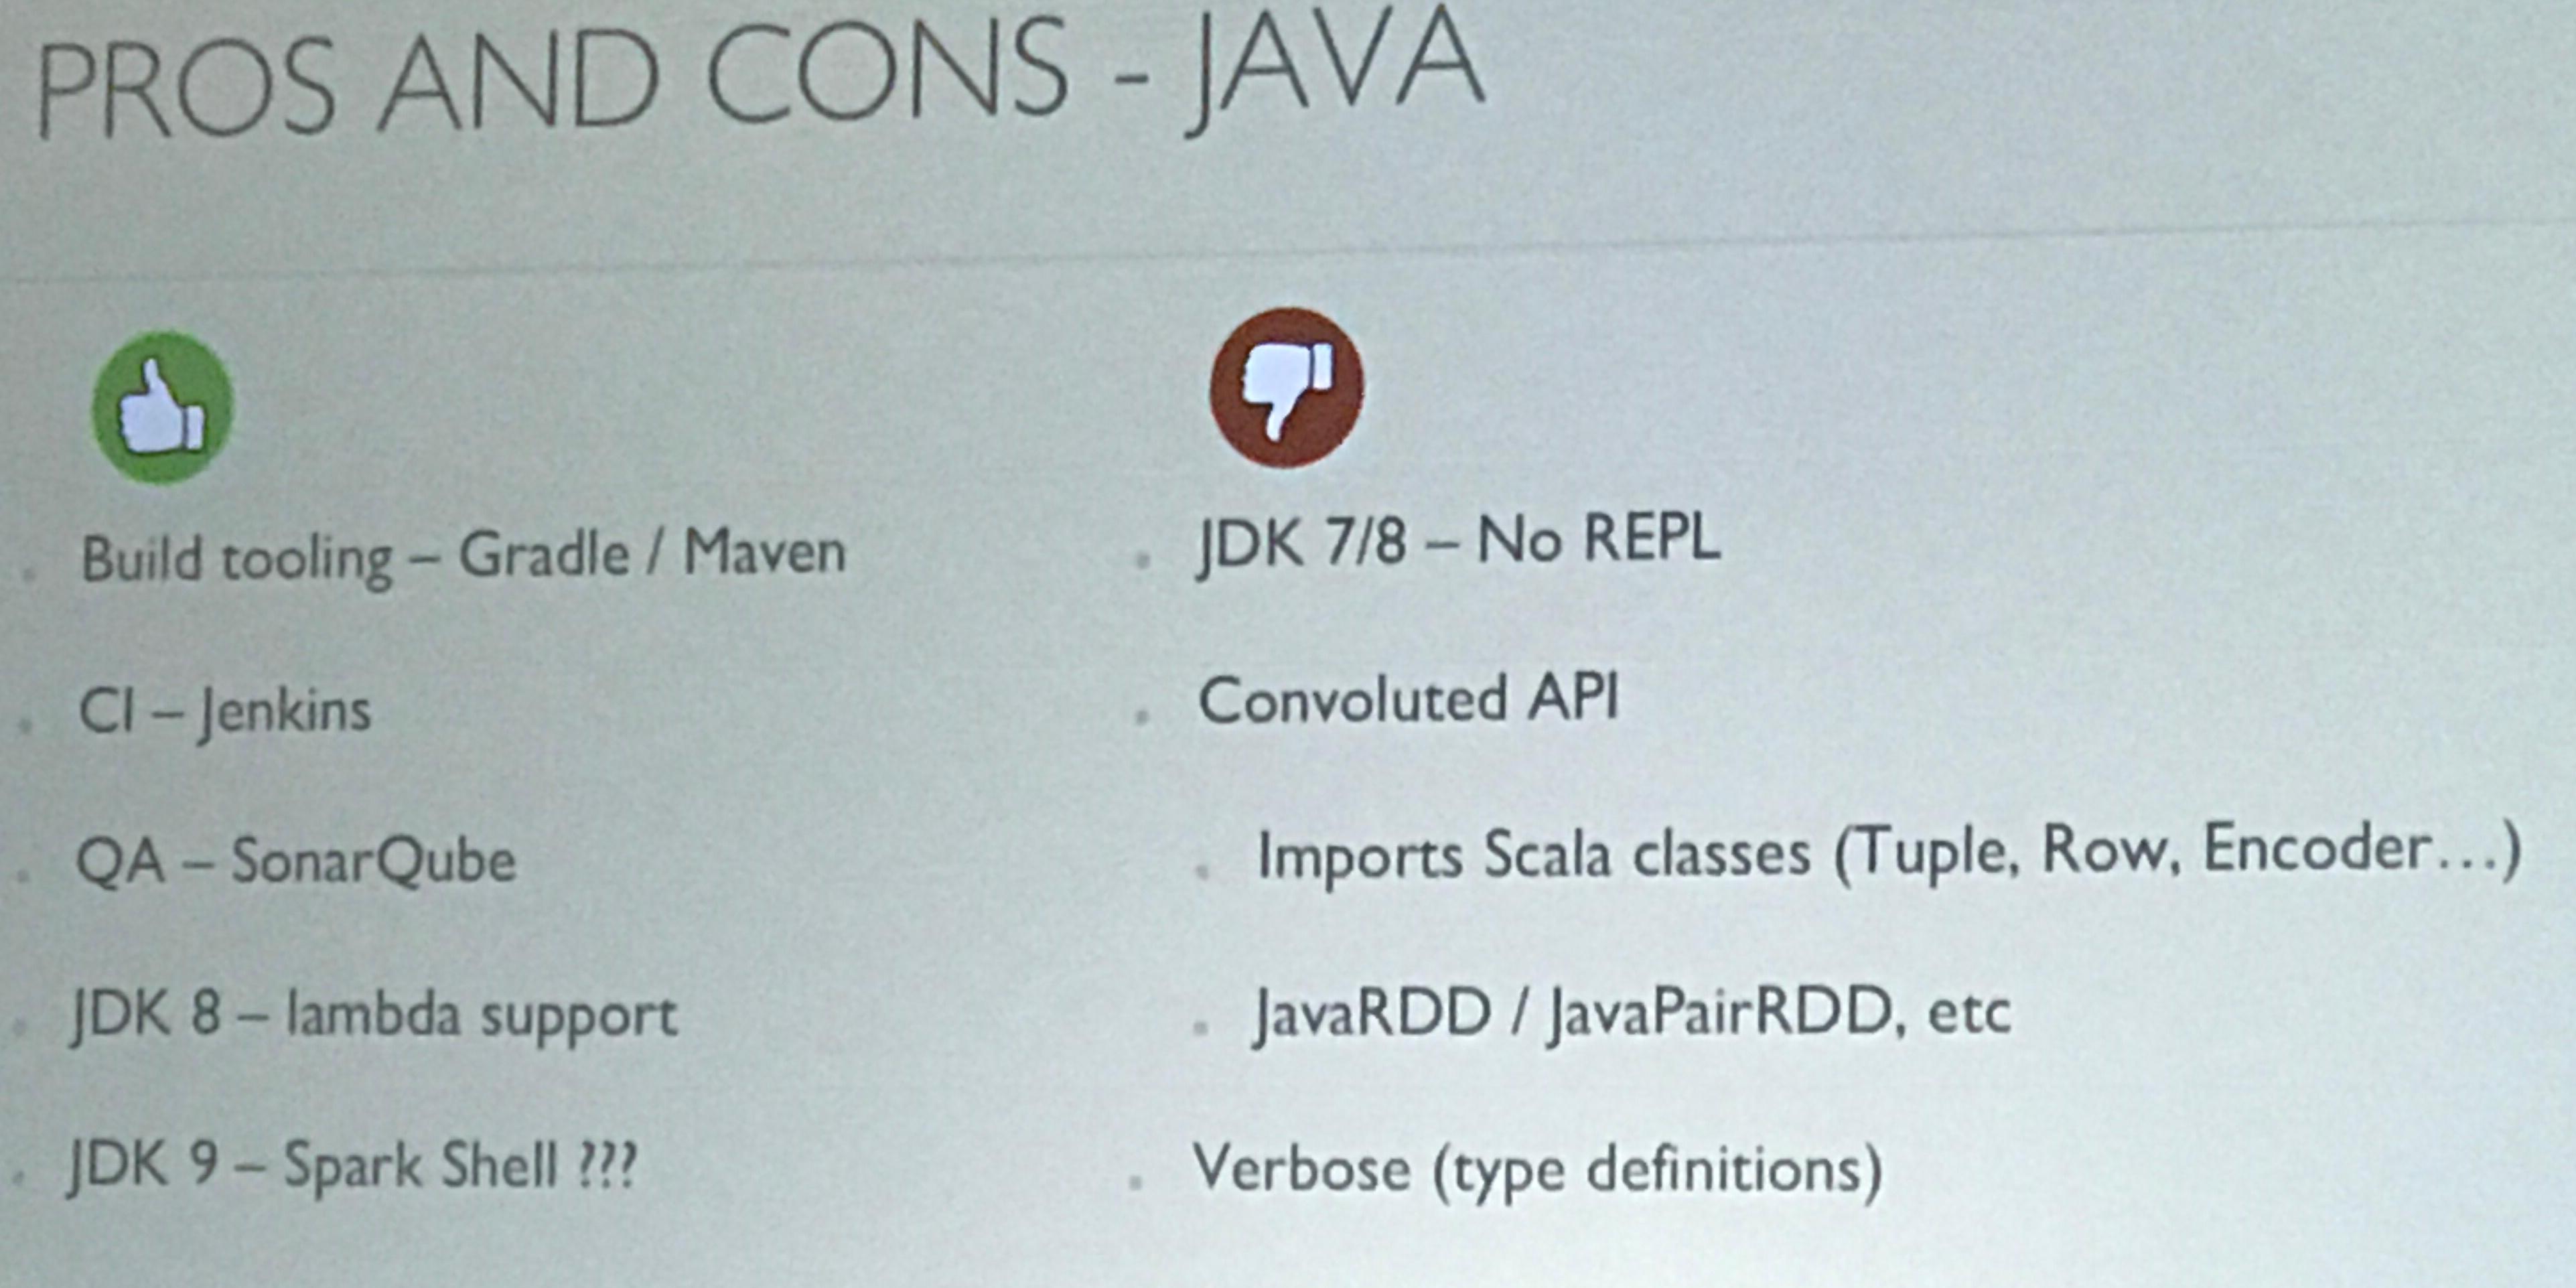 PROS AND CONS - JAVA
Build tooling – Gradle / Maven
CI – Jenkins
QA – SonarQube
JDK 8 – lambda support
JDK 9 – Spark Shell ???
JDK 7/8 – No REPL
Convoluted API
Imports Scala classes (Tuple, Row, Encoder...)
JavaRDD / JavaPairRDD, etc
Verbose (type definitions)